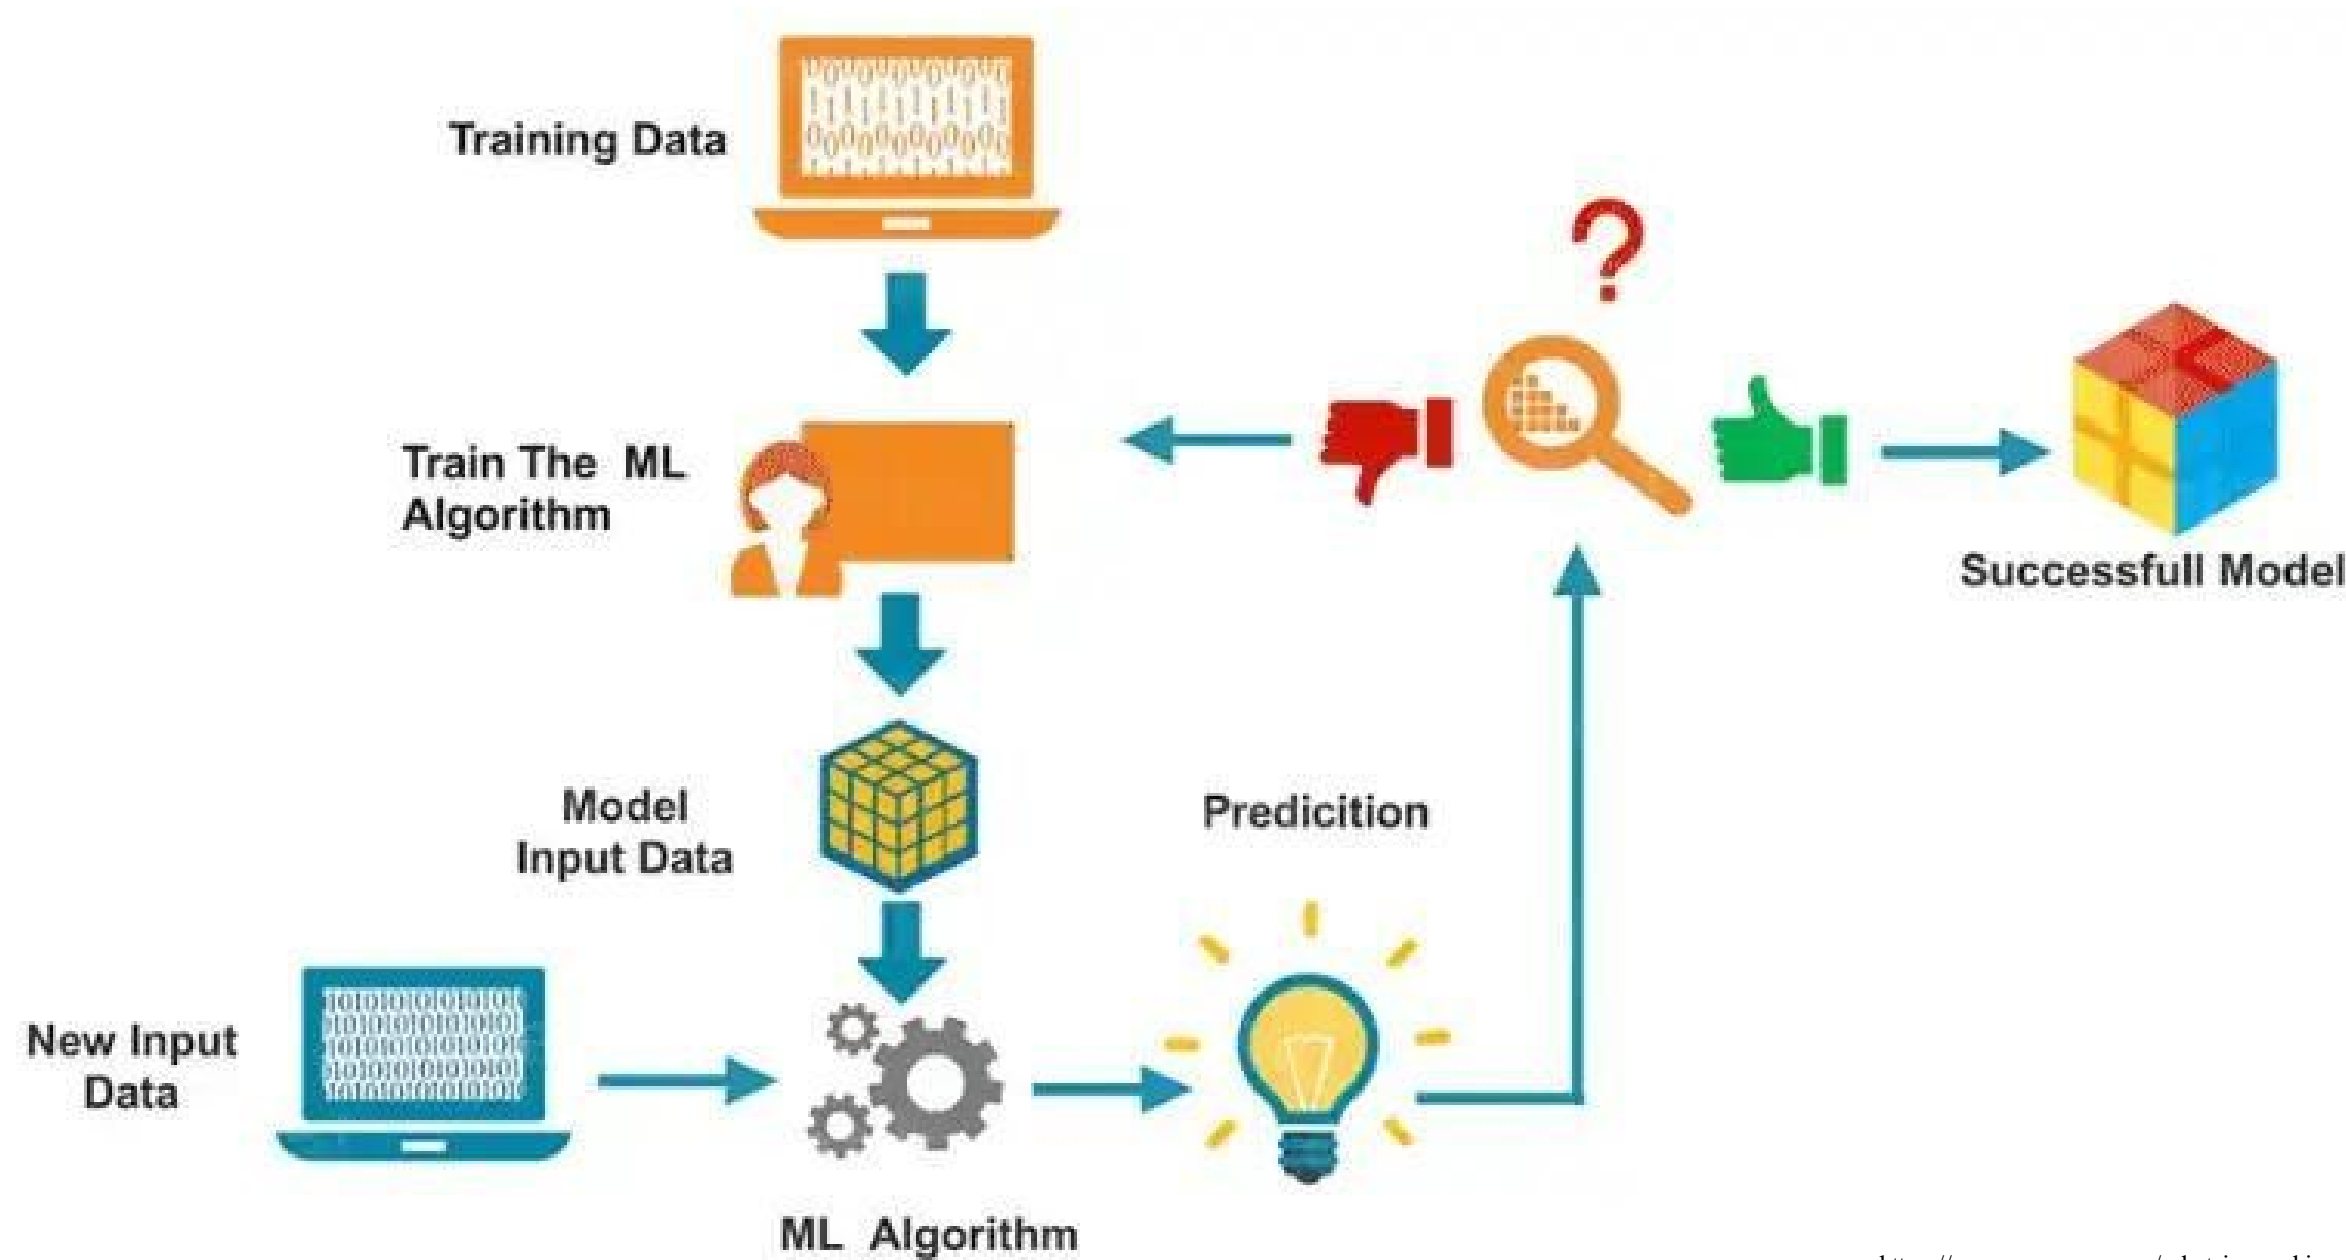 Training Data
Train The ML
Algorithm
Successfull Model
Model
Input Data
Predicition
New Input
Data
ML Algorithm